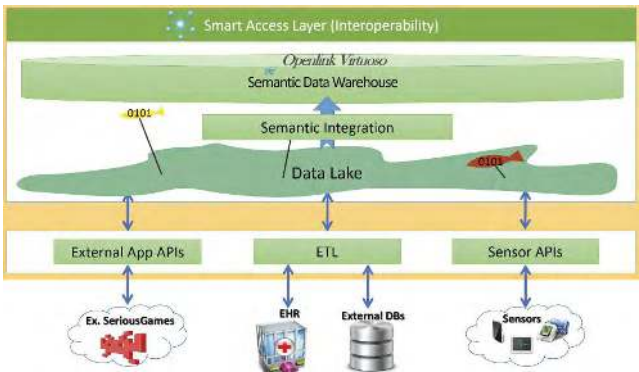 Smart Access Layer (Interoperability)
Openlink Virtuoso
Semantic Data Warehouse
0101
Semantic Integration
0101
Data Lake
External App APIs
ETL
Sensor APIs
Ex. SeriousGames
EHR
External DBs
Sensors